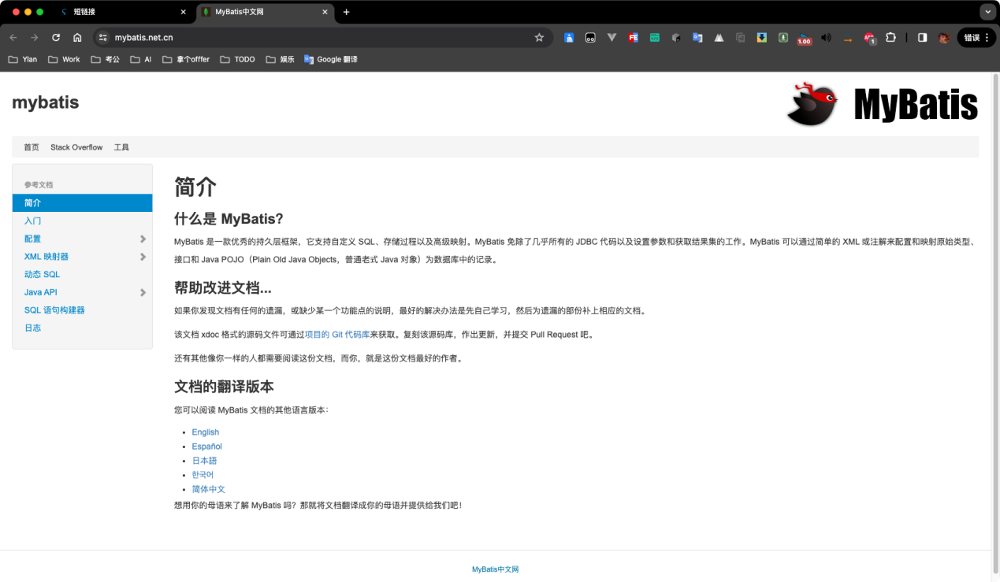 短链接
MyBatis中文网
mybatis.net.cn
1.00
1
错误
Ylan
Work
考公
AI
拿个offfer
TODO
娱乐
Google 翻译
mybatis
MyBatis
首页 Stack Overflow 工具
参考文档
简介
入门
配置
XML 映射器
动态 SQL
Java API
SQL 语句构建器
日志
简介
什么是 MyBatis?
MyBatis 是一款优秀的持久层框架，它支持自定义 SQL、存储过程以及高级映射。MyBatis 免除了几乎所有的 JDBC 代码以及设置参数和获取结果集的工作。MyBatis 可以通过简单的 XML 或注解来配置和映射原始类型、
接口和 Java POJO（Plain Old Java Objects，普通老式 Java 对象）为数据库中的记录。
帮助改进文档...
如果你发现文档有任何的遗漏，或缺少某一个功能点的说明，最好的解决办法是先自己学习，然后为遗漏的部份补上相应的文档。
该文档 xdoc 格式的源码文件可通过项目的 Git 代码库来获取。复刻该源码库，作出更新，并提交 Pull Request 吧。
还有其他像你一样的人都需要阅读这份文档，而你，就是这份文档最好的作者。
文档的翻译版本
您可以阅读 MyBatis 文档的其他语言版本：
English
Español
日本語
한국어
简体中文
想用你的母语来了解 MyBatis 吗？那就将文档翻译成你的母语并提供给我们吧！
MyBatis中文网